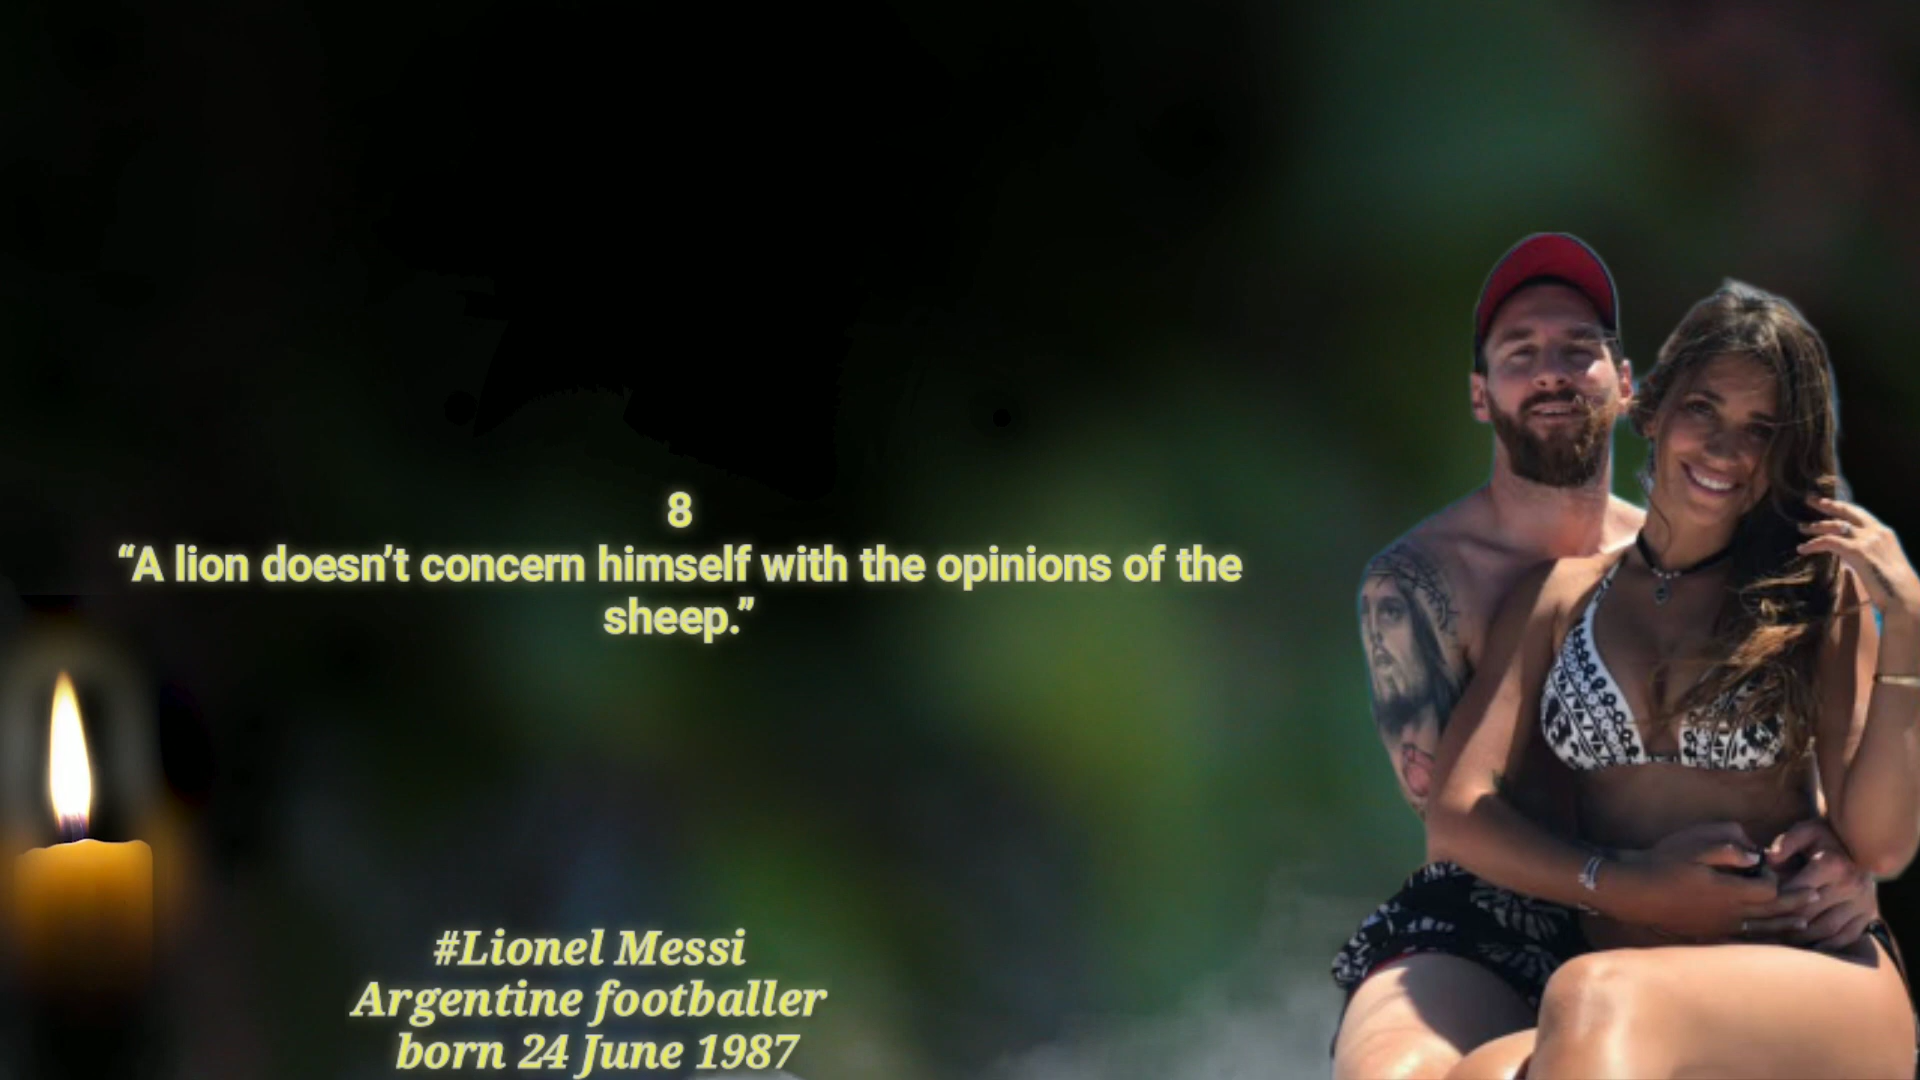 8
“A lion doesn’t concern himself with the opinions of the
sheep.”
#Lionel Messi
Argentine footballer
born 24 June 1987